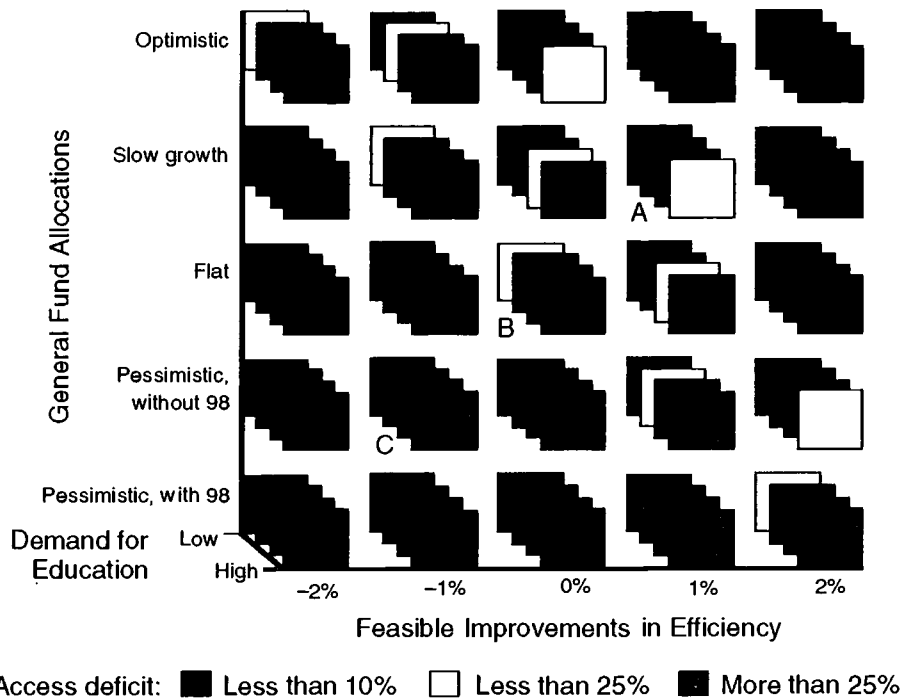 Optimistic
Slow growth
A
General Fund Allocations
Flat
B
Pessimistic,
without 98
C
Pessimistic, with 98
Demand for
Education
Low
High
−2%
−1%
0%
1%
2%
Feasible Improvements in Efficiency
Access deficit: Less than 10% Less than 25% More than 25%